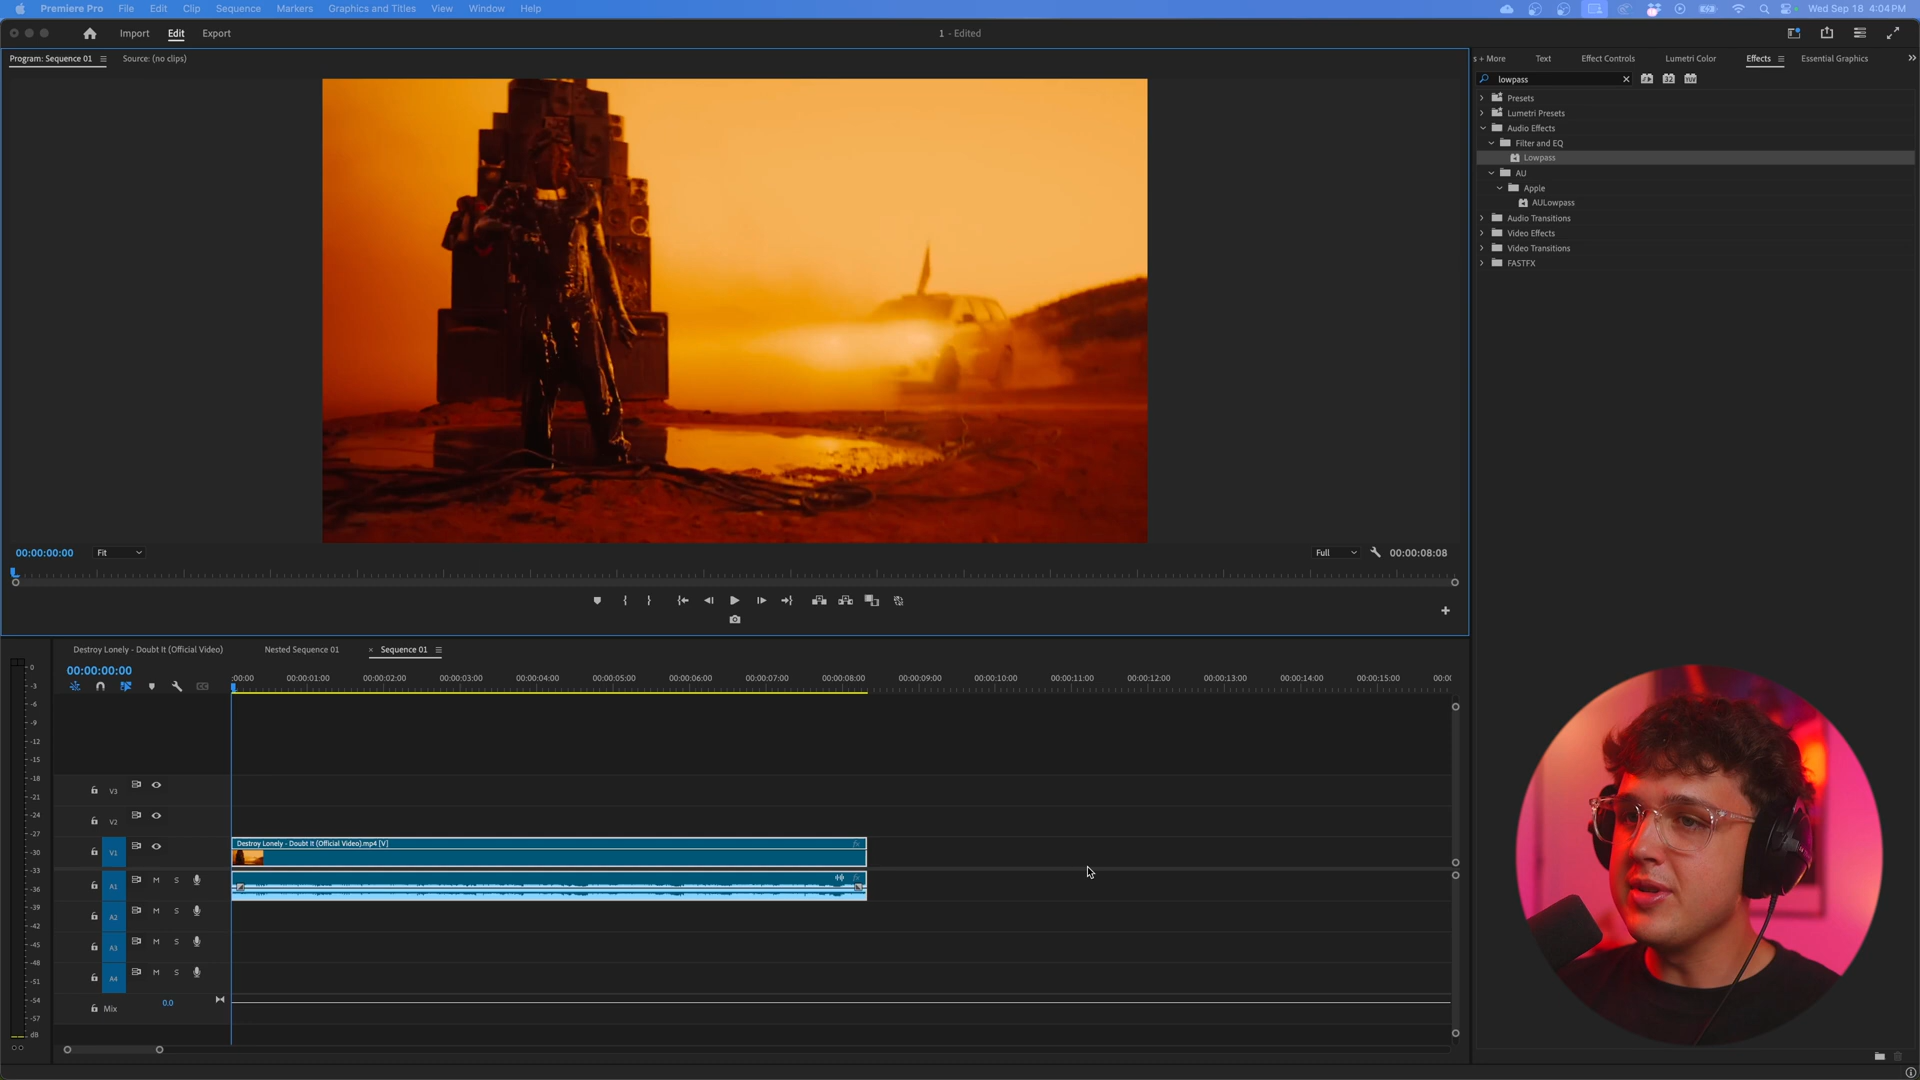 Premiere Pro File Edit Clip Sequence Markers Graphics and Titles View Window Help Wed Sep 18 4:04PM
Import Edit Export 1 - Edited
Program: Sequence 01 Source: (no clips) s + More Text Effect Controls Lumetri Color Effects Essential Graphics
lowpass
Presets
Lumetri Presets
Audio Effects
Filter and EQ
Lowpass
AU
Apple
AULowpass
Audio Transitions
Video Effects
Video Transitions
FASTFX
00:00:00:00 Fit Full 00:00:08:08
Destroy Lonely - Doubt It (Official Video) Nested Sequence 01 × Sequence 01
00:00:00:00
:00:00 00:00:01:00 00:00:02:00 00:00:03:00 00:00:04:00 00:00:05:00 00:00:06:00 00:00:07:00 00:00:08:00 00:00:09:00 00:00:10:00 00:00:11:00 00:00:12:00 00:00:13:00 00:00:14:00 00:00:15:00 00:0
0
-3
-6
-9
-12
-15
-18
-21
-24
-27
-30
-33
-36
-39
-42
-45
-48
-51
-54
-57
dB
V3
V2
V1 Destroy Lonely - Doubt It (Official Video).mp4 [V] fx
A1 M S fx
A2 M S
A3 M S
A4 M S
Mix 0.0